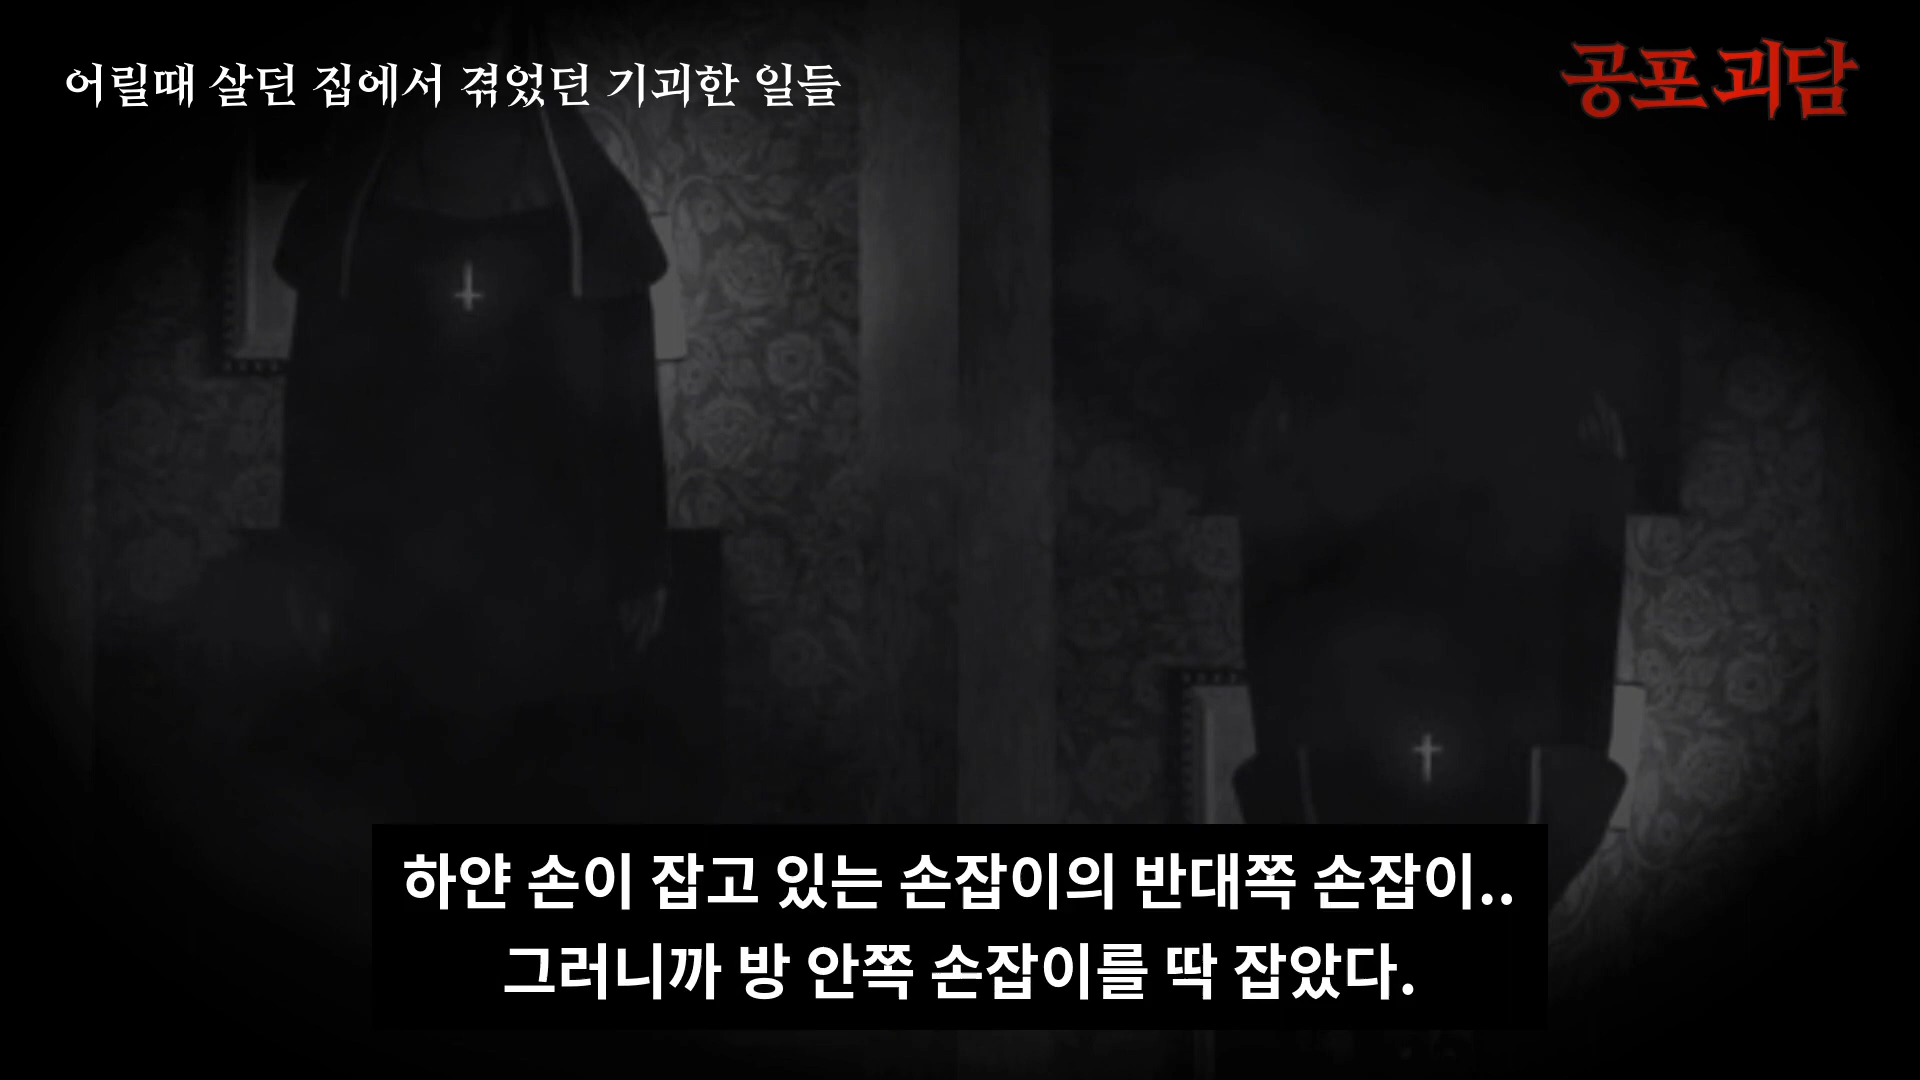 어릴때 살던 집에서 겪었던 기괴한 일들
공포괴담
하얀 손이 잡고 있는 손잡이의 반대쪽 손잡이..
그러니까 방 안쪽 손잡이를 딱 잡았다.